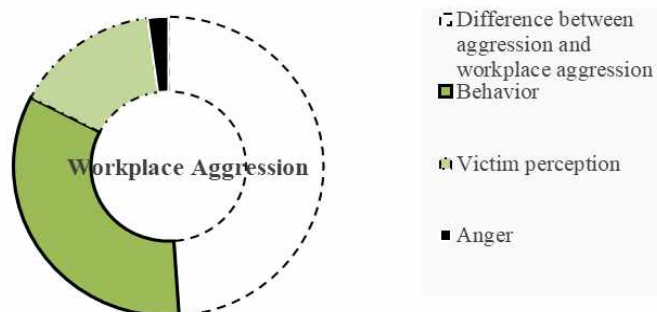 Workplace Aggression
Difference between
aggression and
workplace aggression
Behavior
Victim perception
Anger